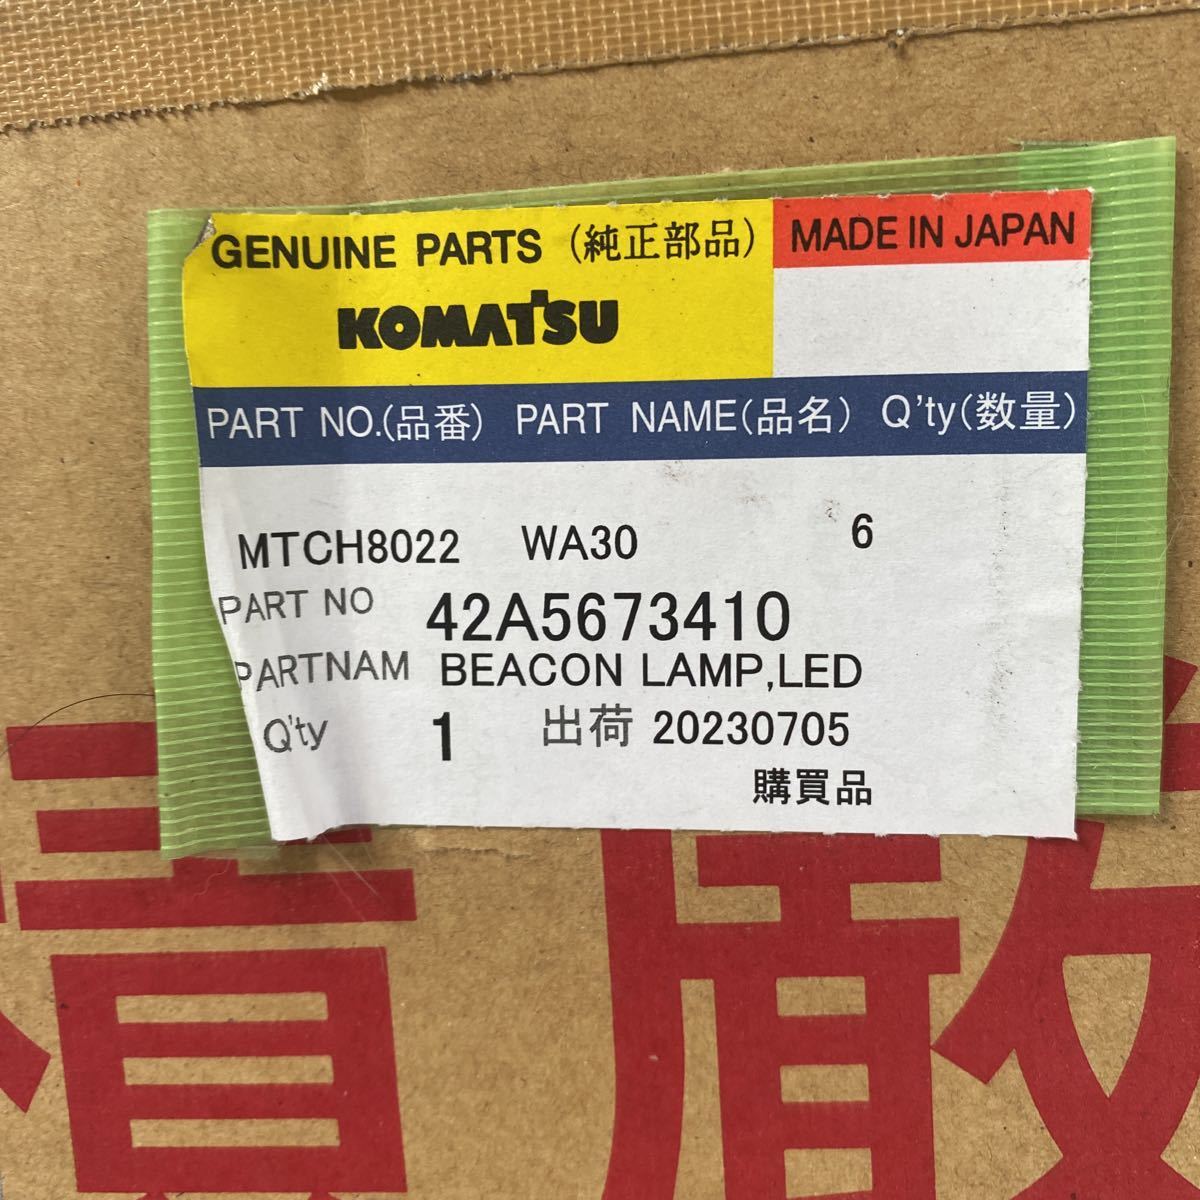 GENUINE PARTS (純正部品) MADE IN JAPAN
KOMATSU
PART NO.(品番) PART NAME(品名) Q'ty(数量)
MTCH8022 WA30 6
PART NO 42A5673410
PARTNAM BEACON LAMP,LED
Q'ty 1 出荷 20230705
購買品
厳